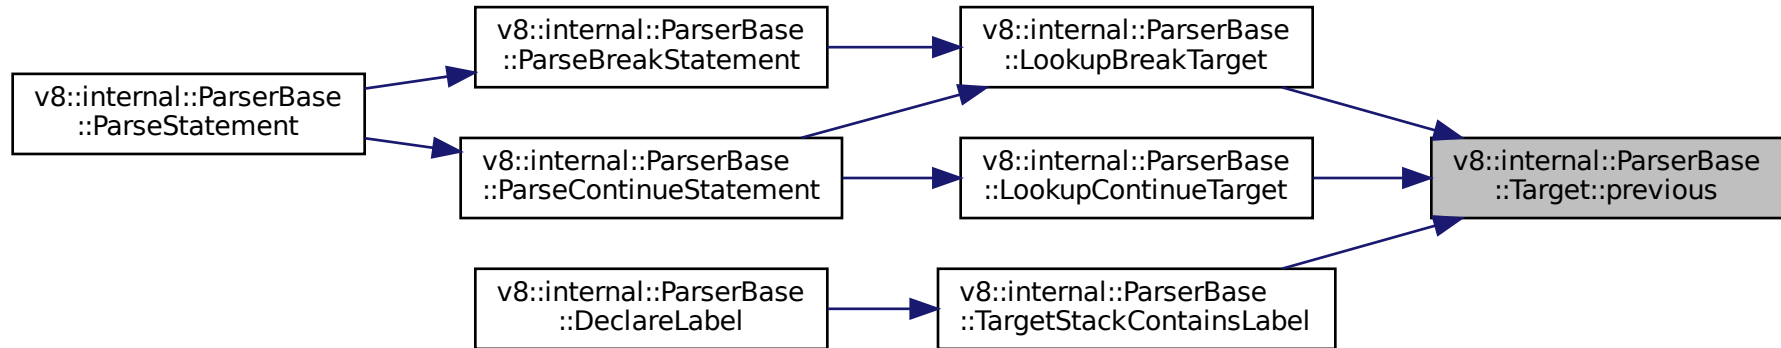 v8::internal::ParserBase
::ParseStatement
v8::internal::ParserBase
::ParseBreakStatement
v8::internal::ParserBase
::ParseContinueStatement
v8::internal::ParserBase
::DeclareLabel
v8::internal::ParserBase
::LookupBreakTarget
v8::internal::ParserBase
::LookupContinueTarget
v8::internal::ParserBase
::TargetStackContainsLabel
v8::internal::ParserBase
::Target::previous